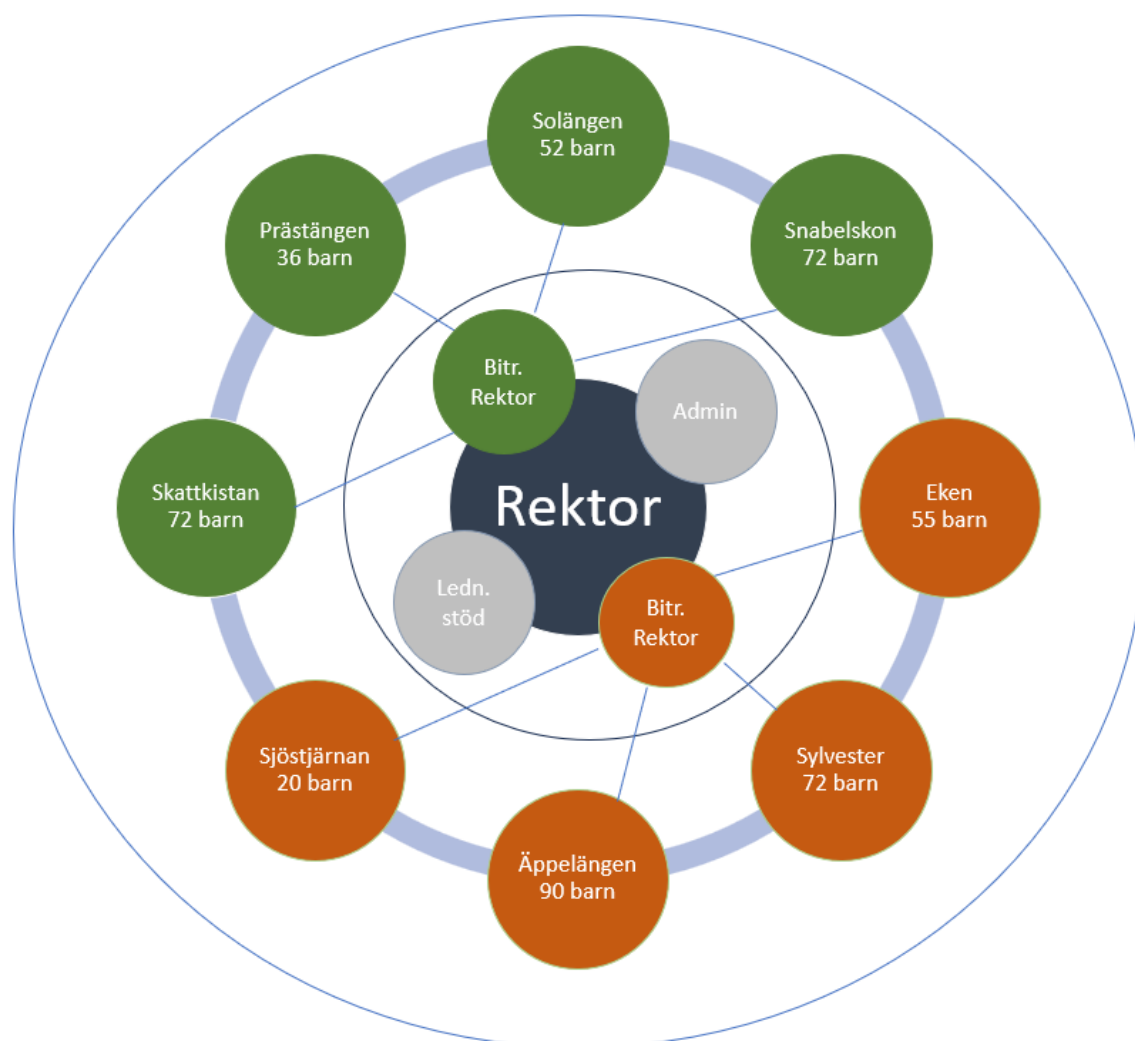 Solängen
52 barn
Prästängen
36 barn
Snabelskon
72 barn
Bitr.
Rektor
Admin
Skattkistan
72 barn
Rektor
Eken
55 barn
Ledn.
stöd
Bitr.
Rektor
Sjöstjärnan
20 barn
Sylvester
72 barn
Äppelängen
90 barn